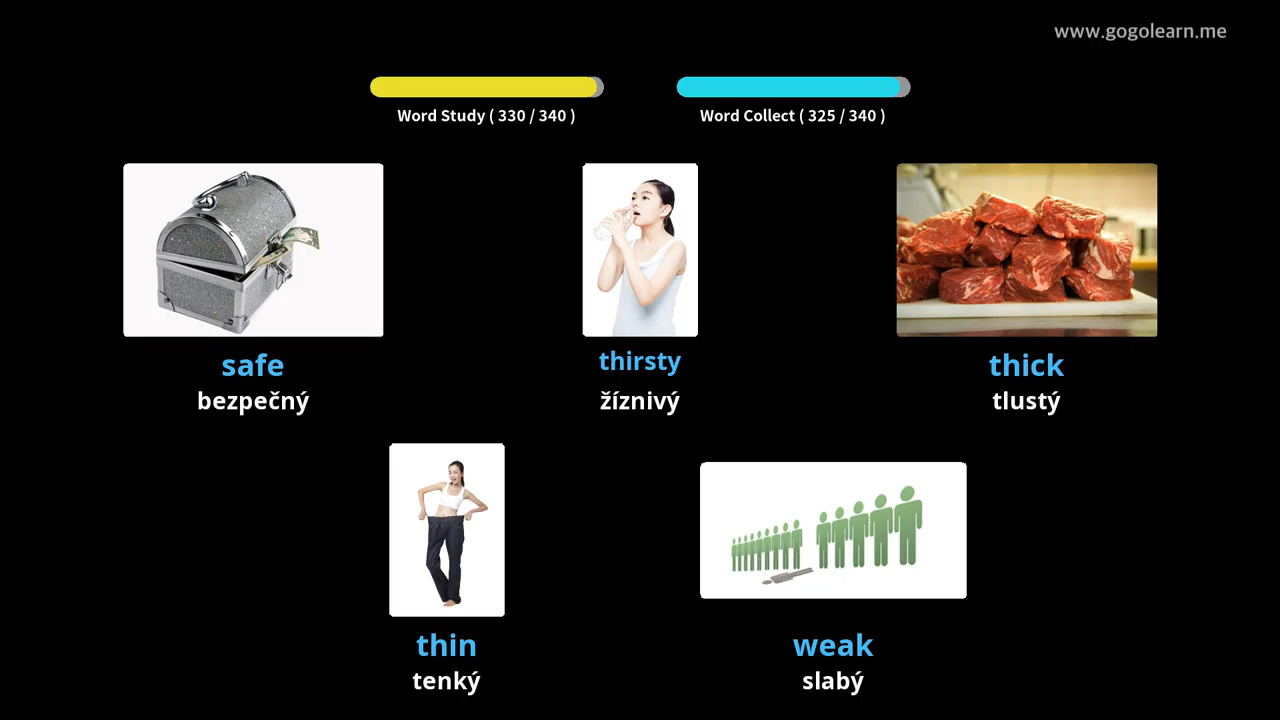 www.gogolearn.me
Word Study ( 330 / 340 )
Word Collect ( 325 / 340 )
safe
bezpečný
thirsty
žíznivý
thick
tlustý
thin
tenký
weak
slabý